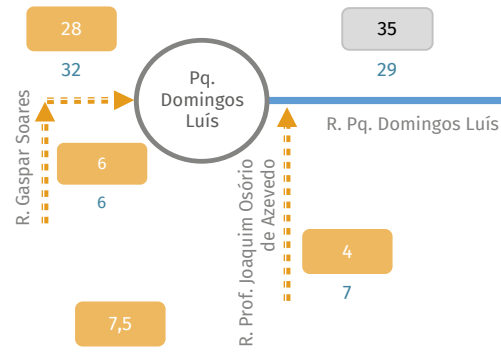 28
32
35
29
Pq.
Domingos
Luís
R. Pq. Domingos Luís
R. Gaspar Soares
6
6
R. Prof. Joaquim Osório
de Azevedo
4
7
7,5